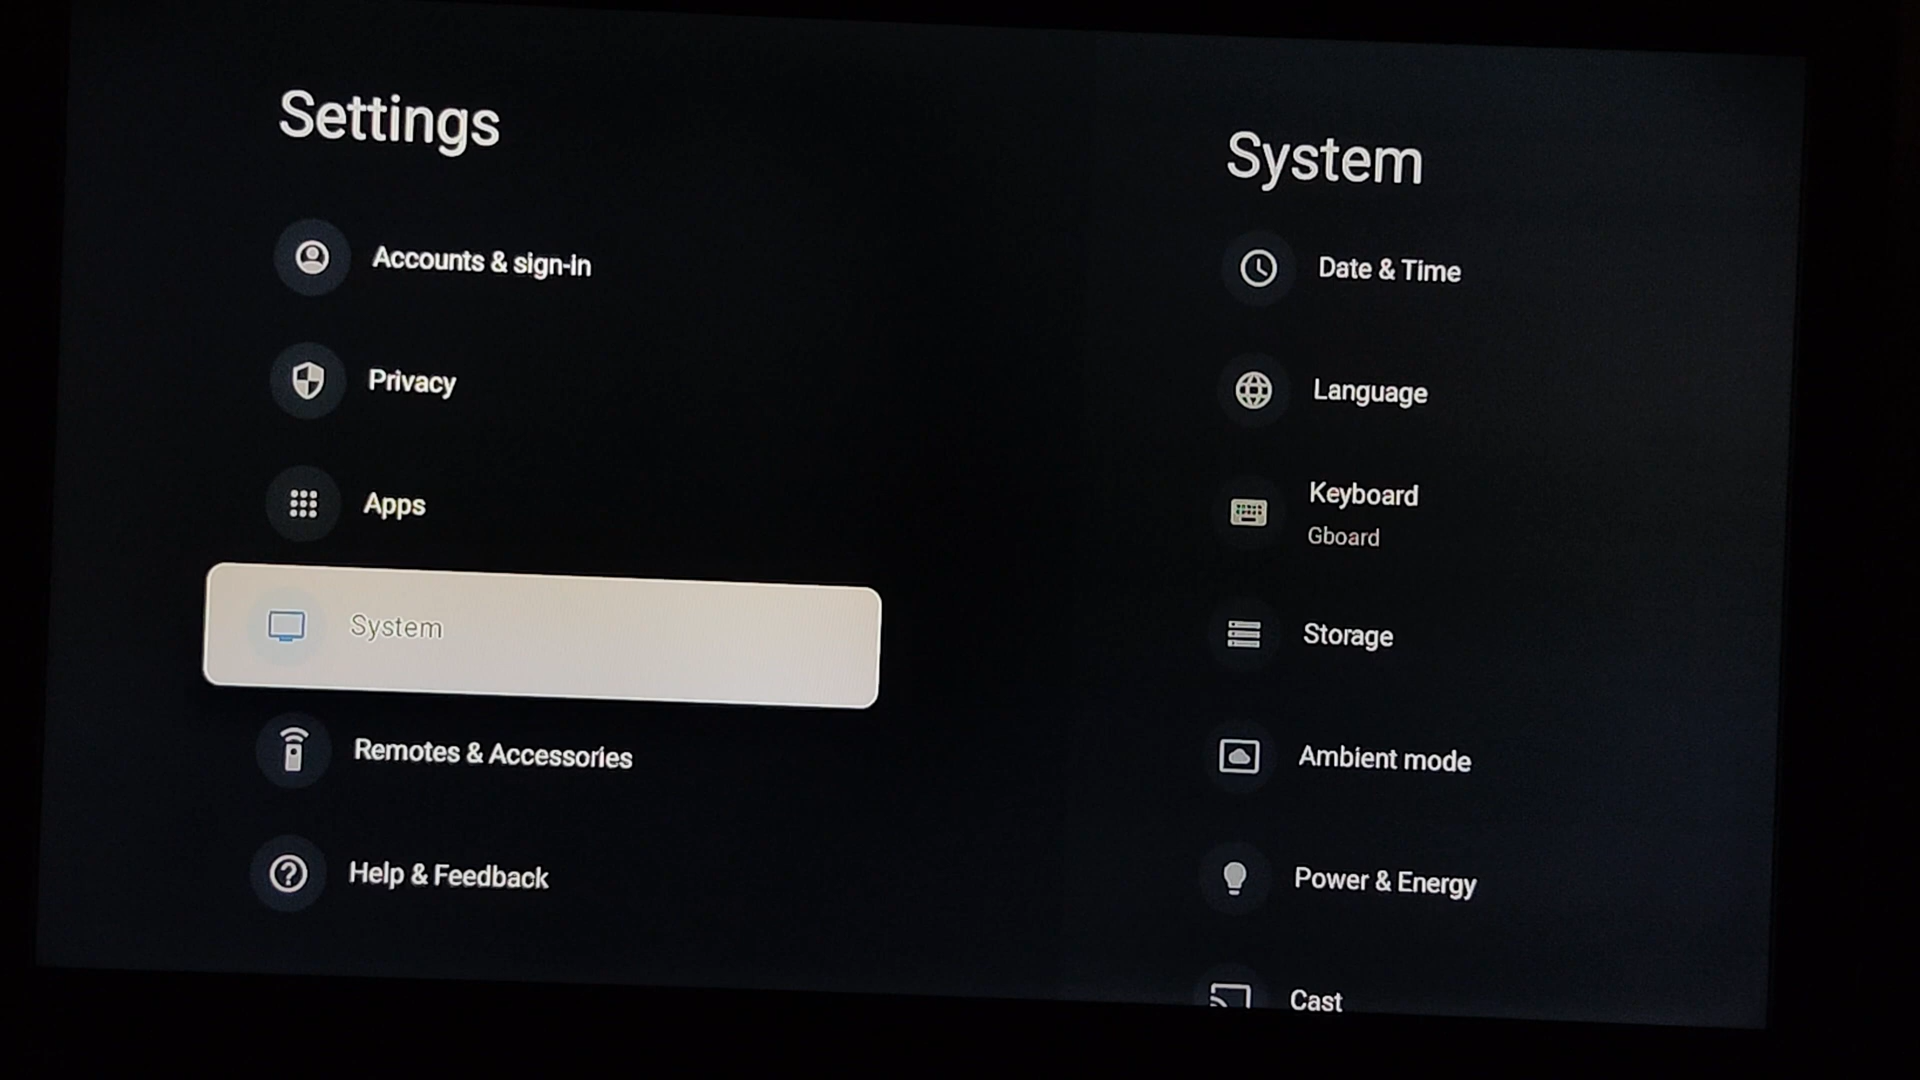 Settings
Accounts & sign-in
Privacy
Apps
System
Remotes & Accessories
Help & Feedback
System
Date & Time
Language
Keyboard
Gboard
Storage
Ambient mode
Power & Energy
Cast